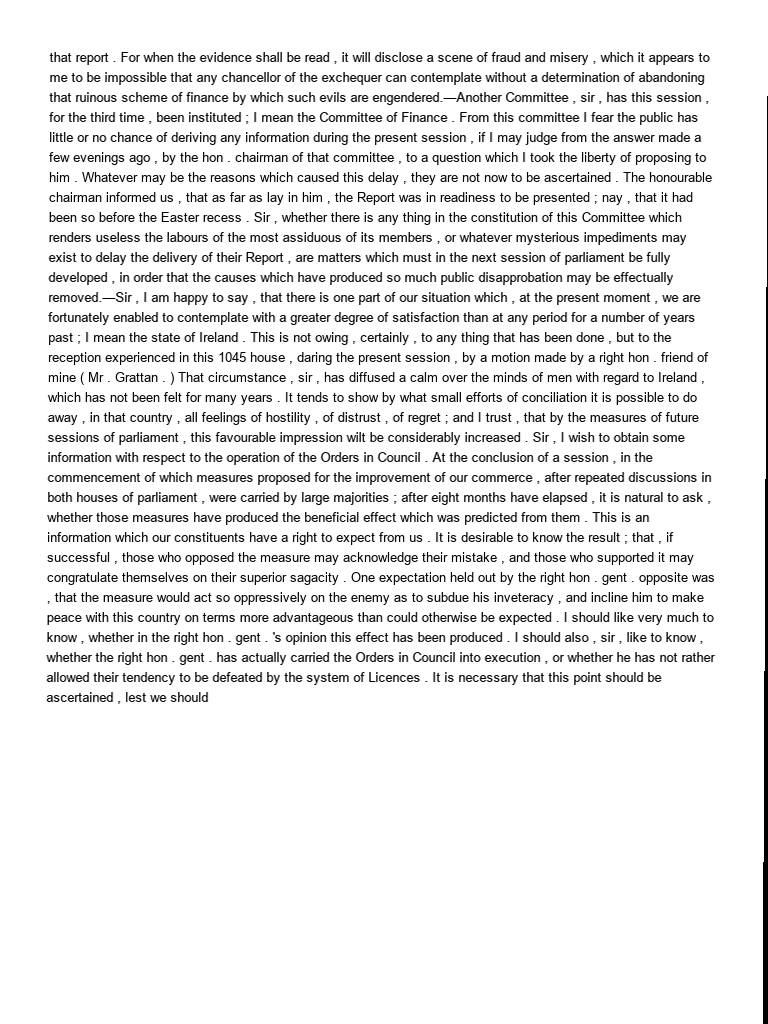 that report . For when the evidence shall be read , it will disclose a scene of fraud and misery , which it appears to
me to be impossible that any chancellor of the exchequer can contemplate without a determination of abandoning
that ruinous scheme of finance by which such evils are engendered.—Another Committee , sir , has this session ,
for the third time , been instituted ; I mean the Committee of Finance . From this committee I fear the public has
little or no chance of deriving any information during the present session , if I may judge from the answer made a
few evenings ago , by the hon . chairman of that committee , to a question which I took the liberty of proposing to
him . Whatever may be the reasons which caused this delay , they are not now to be ascertained . The honourable
chairman informed us , that as far as lay in him , the Report was in readiness to be presented ; nay , that it had
been so before the Easter recess . Sir , whether there is any thing in the constitution of this Committee which
renders useless the labours of the most assiduous of its members , or whatever mysterious impediments may
exist to delay the delivery of their Report , are matters which must in the next session of parliament be fully
developed , in order that the causes which have produced so much public disapprobation may be effectually
removed.—Sir , I am happy to say , that there is one part of our situation which , at the present moment , we are
fortunately enabled to contemplate with a greater degree of satisfaction than at any period for a number of years
past ; I mean the state of Ireland . This is not owing , certainly , to any thing that has been done , but to the
reception experienced in this 1045 house , daring the present session , by a motion made by a right hon . friend of
mine ( Mr . Grattan . ) That circumstance , sir , has diffused a calm over the minds of men with regard to Ireland ,
which has not been felt for many years . It tends to show by what small efforts of conciliation it is possible to do
away , in that country , all feelings of hostility , of distrust , of regret ; and I trust , that by the measures of future
sessions of parliament , this favourable impression wilt be considerably increased . Sir , I wish to obtain some
information with respect to the operation of the Orders in Council . At the conclusion of a session , in the
commencement of which measures proposed for the improvement of our commerce , after repeated discussions in
both houses of parliament , were carried by large majorities ; after eight months have elapsed , it is natural to ask ,
whether those measures have produced the beneficial effect which was predicted from them . This is an
information which our constituents have a right to expect from us . It is desirable to know the result ; that , if
successful , those who opposed the measure may acknowledge their mistake , and those who supported it may
congratulate themselves on their superior sagacity . One expectation held out by the right hon . gent . opposite was
, that the measure would act so oppressively on the enemy as to subdue his inveteracy , and incline him to make
peace with this country on terms more advantageous than could otherwise be expected . I should like very much to
know , whether in the right hon . gent . 's opinion this effect has been produced . I should also , sir , like to know ,
whether the right hon . gent . has actually carried the Orders in Council into execution , or whether he has not rather
allowed their tendency to be defeated by the system of Licences . It is necessary that this point should be
ascertained , lest we should